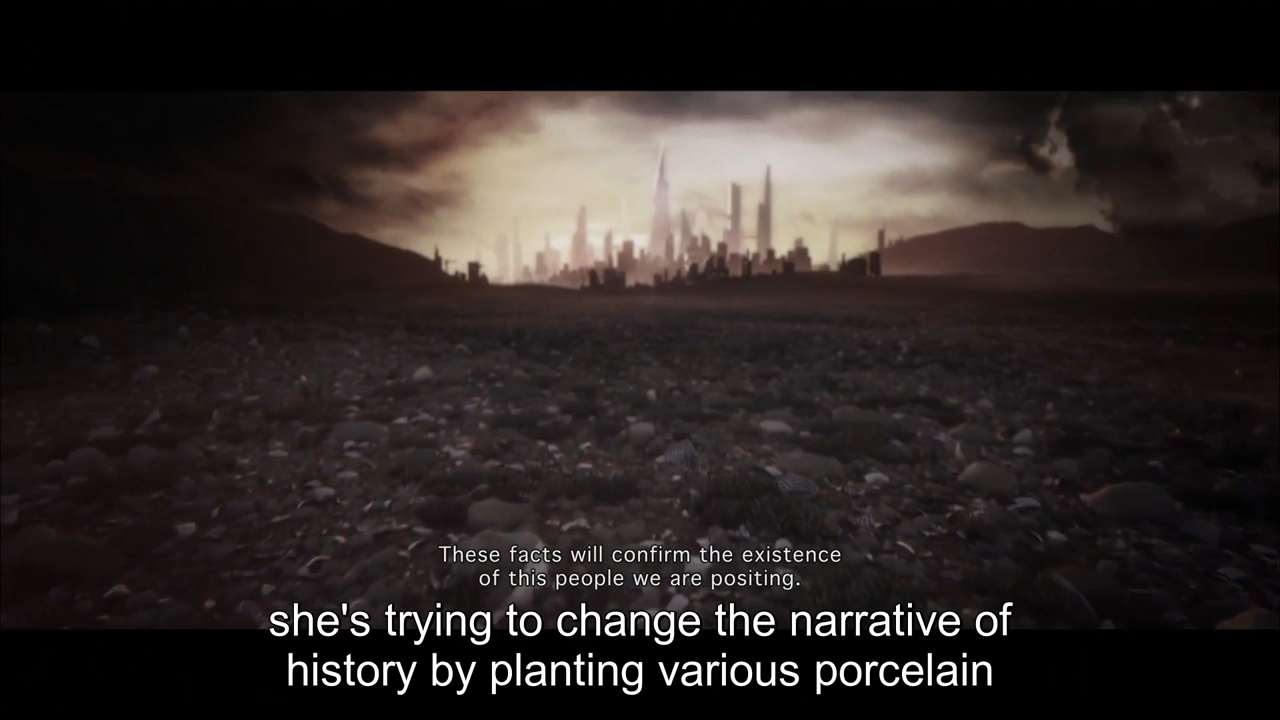 These facts will confirm the existence
of this people we are positing.
she's trying to change the narrative of
history by planting various porcelain